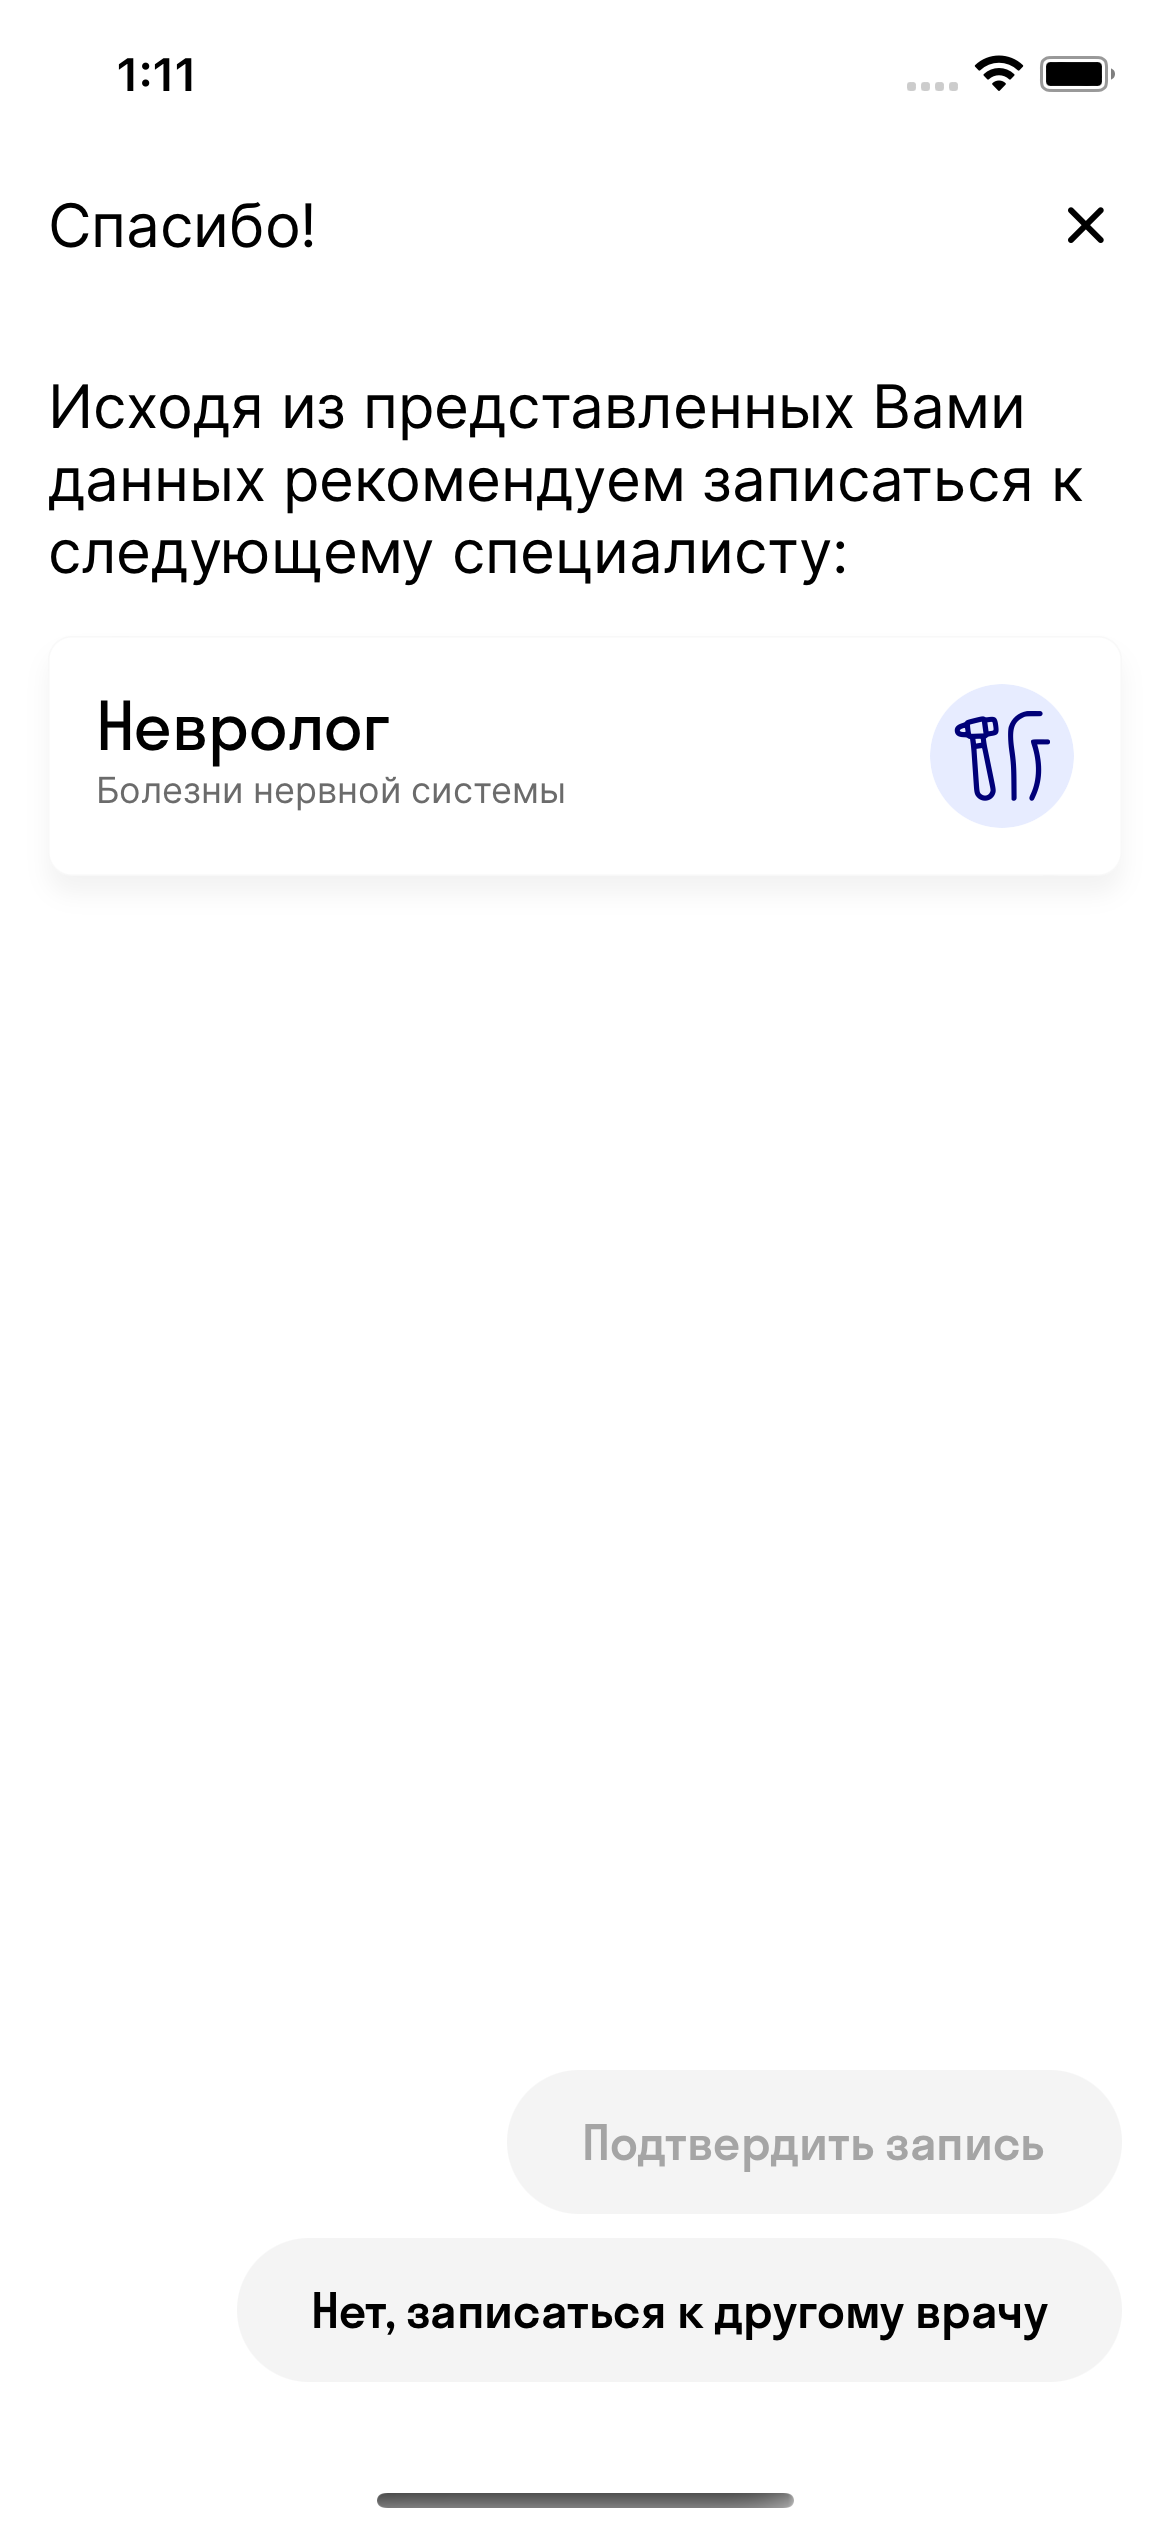 1:11
Спасибо!
Исходя из представленных Вами
данных рекомендуем записаться к
следующему специалисту:
Невролог
Болезни нервной системы
Подтвердить запись
Нет, записаться к другому врачу